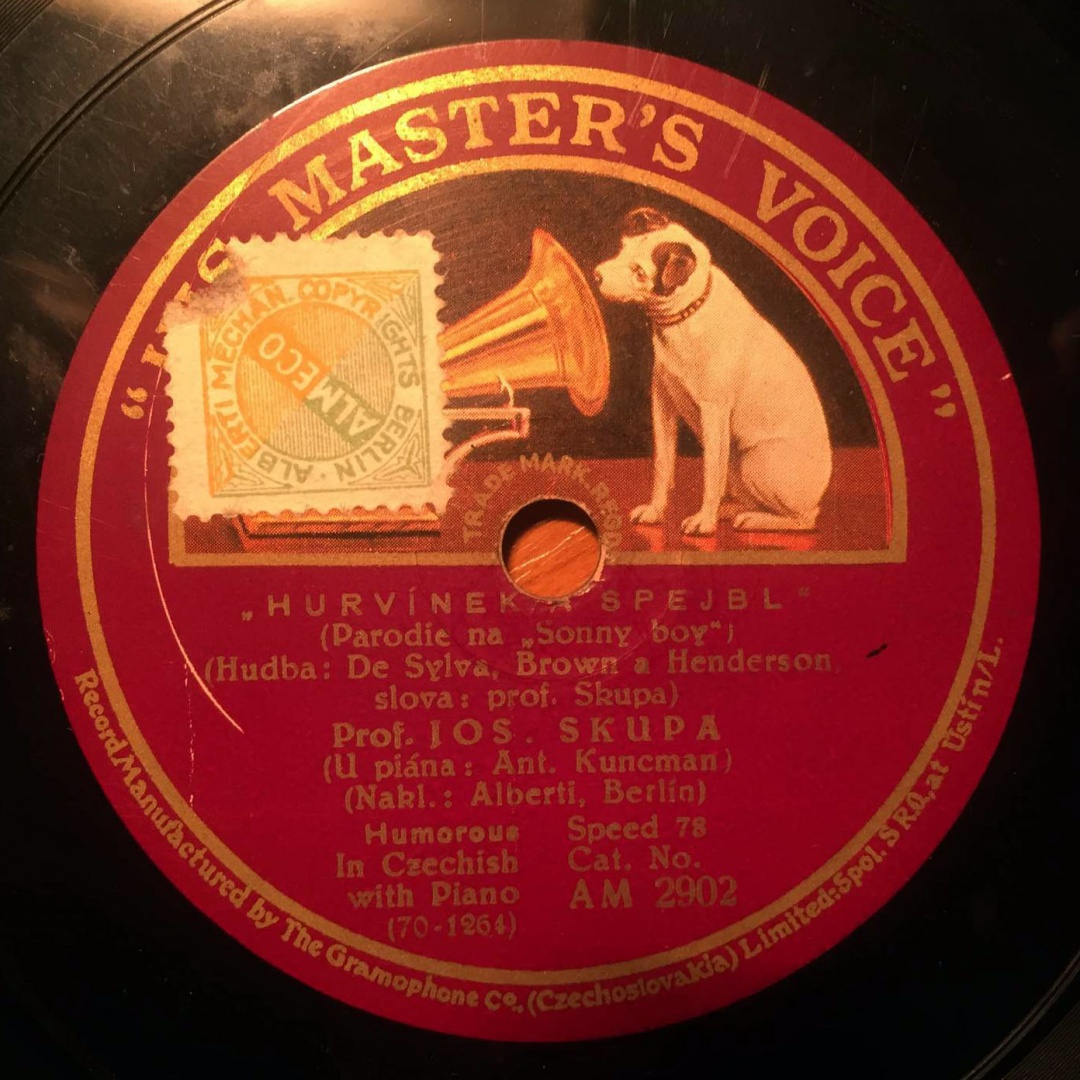 “HIS MASTER'S VOICE”
ALBERTI MECHAN. COPYRIGHTS BERLIN ·
ALMECO
TRADE MARK-REGD
„HURVÍNEK A SPEJBL“
(Parodie na „Sonny boy“)
(Hudba: De Sylva, Brown a Henderson,
slova: prof. Skupa)
Prof. JOS. SKUPA
(U piána: Ant. Kuncman)
(Nakl.: Alberti, Berlín)
Humorous Speed 78
In Czechish Cat. No.
with Piano AM 2902
(70-1264)
Record Manufactured by The Gramophone Co., (Czechoslovakia) Limited: Spol. S R.O., at Ústí n/L.